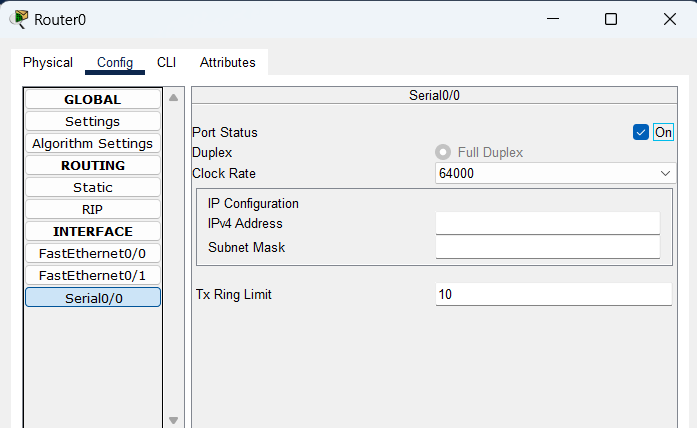 Router0
Physical Config CLI Attributes
GLOBAL
Settings
Algorithm Settings
ROUTING
Static
RIP
INTERFACE
FastEthernet0/0
FastEthernet0/1
Serial0/0
Serial0/0
Port Status On
Duplex Full Duplex
Clock Rate 64000
IP Configuration
IPv4 Address
Subnet Mask
Tx Ring Limit 10